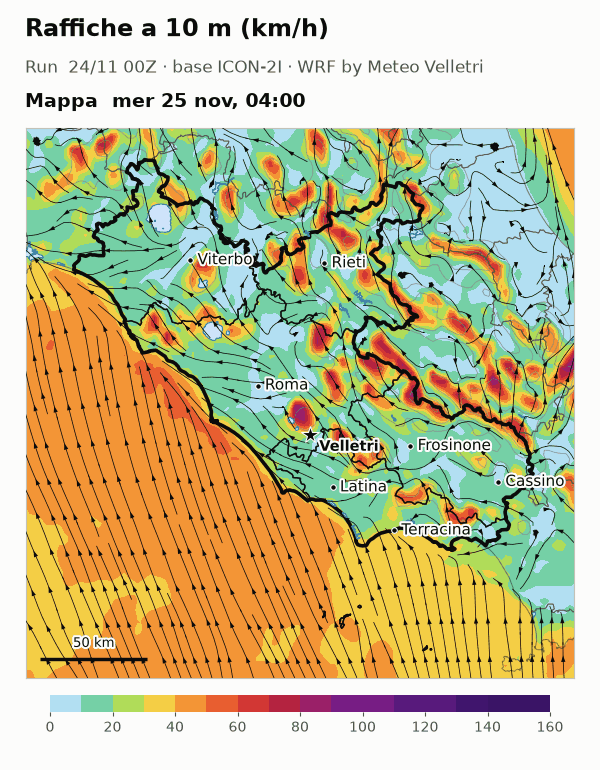 Raffiche a 10 m (km/h)
Run  24/11 00Z · base ICON-2I · WRF by Meteo Velletri
Mappa  mer 25 nov, 04:00
Viterbo
Rieti
Roma
Velletri
Frosinone
Latina
Cassino
Terracina
50 km
0 20 40 60 80 100 120 140 160